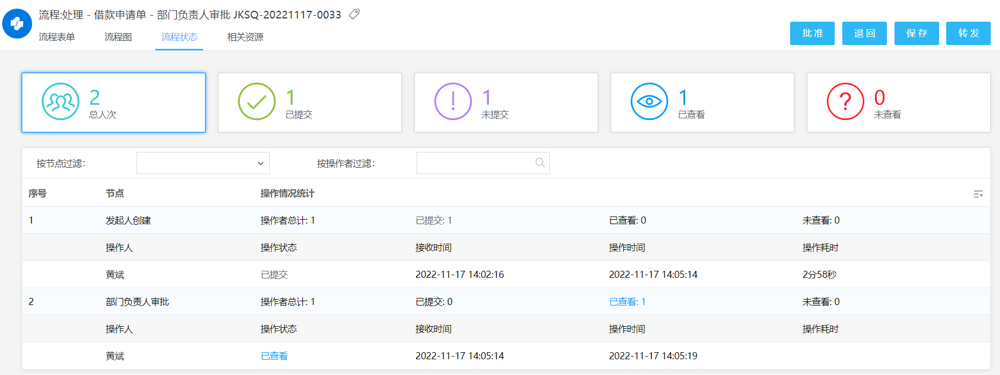 流程:处理 - 借款申请单 - 部门负责人审批 JKSQ-20221117-0033
流程表单 流程图 流程状态 相关资源
批准 退回 保存 转发
2 总人次
1 已提交
1 未提交
1 已查看
0 未查看
按节点过滤: 按操作者过滤:
序号 节点 操作情况统计
1 发起人创建 操作者总计: 1 已提交: 1 已查看: 0 未查看: 0
操作人 操作状态 接收时间 操作时间 操作耗时
黄斌 已提交 2022-11-17 14:02:16 2022-11-17 14:05:14 2分58秒
2 部门负责人审批 操作者总计: 1 已提交: 0 已查看: 1 未查看: 0
操作人 操作状态 接收时间 操作时间 操作耗时
黄斌 已查看 2022-11-17 14:05:14 2022-11-17 14:05:19